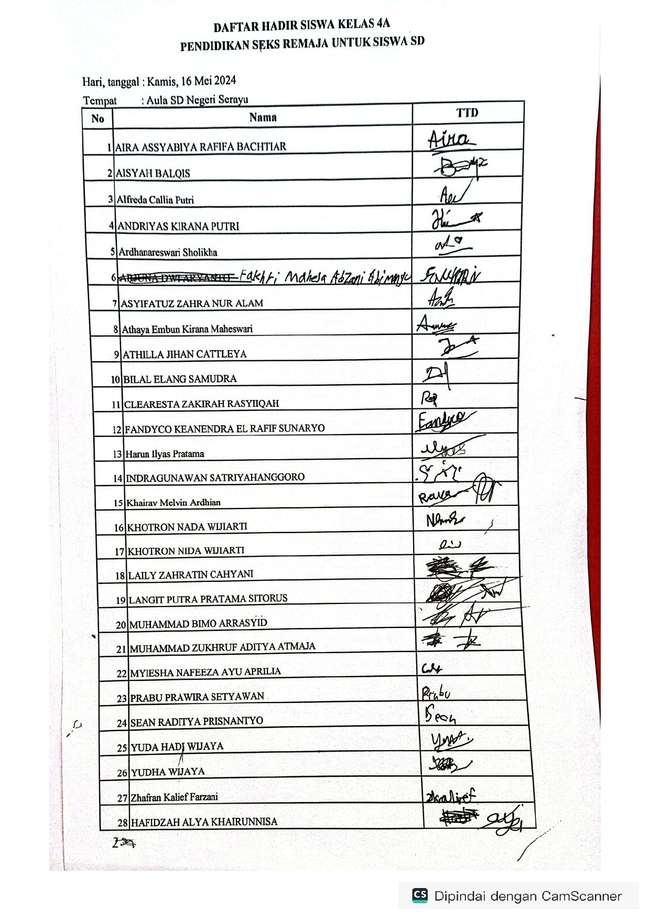 DAFTAR HADIR SISWA KELAS 4A
PENDIDIKAN SEKS REMAJA UNTUK SISWA SD
Hari, tanggal : Kamis, 16 Mei 2024
Tempat : Aula SD Negeri Serayu
No Nama TTD
1 AIRA ASSYABIYA RAFIFA BACHTIAR Aira
2 AISYAH BALQIS
3 Alfreda Callia Putri
4 ANDRIYAS KIRANA PUTRI
5 Ardhanareswari Sholikha
6 ARJUNA DWI ARYANTO Fakhri Mahesa Abzani Abimanyu
7 ASYIFATUZ ZAHRA NUR ALAM
8 Athaya Embun Kirana Maheswari
9 ATHILLA JIHAN CATTLEYA
10 BILAL ELANG SAMUDRA
11 CLEARESTA ZAKIRAH RASYIIQAH
12 FANDYCO KEANENDRA EL RAFIF SUNARYO Fandyco
13 Harun Ilyas Pratama Ilyas
14 INDRAGUNAWAN SATRIYAHANGGORO
15 Khairav Melvin Ardhian
16 KHOTRON NADA WIJIARTI
17 KHOTRON NIDA WIJIARTI
18 LAILY ZAHRATIN CAHYANI
19 LANGIT PUTRA PRATAMA SITORUS
20 MUHAMMAD BIMO ARRASYID
21 MUHAMMAD ZUKHRUF ADITYA ATMAJA
22 MYIESHA NAFEEZA AYU APRILIA
23 PRABU PRAWIRA SETYAWAN Prabu
24 SEAN RADITYA PRISNANTYO Sean
25 YUDA HADI WIJAYA
26 YUDHA WIJAYA
27 Zhafran Kalief Farzani
28 HAFIDZAH ALYA KHAIRUNNISA
CS Dipindai dengan CamScanner